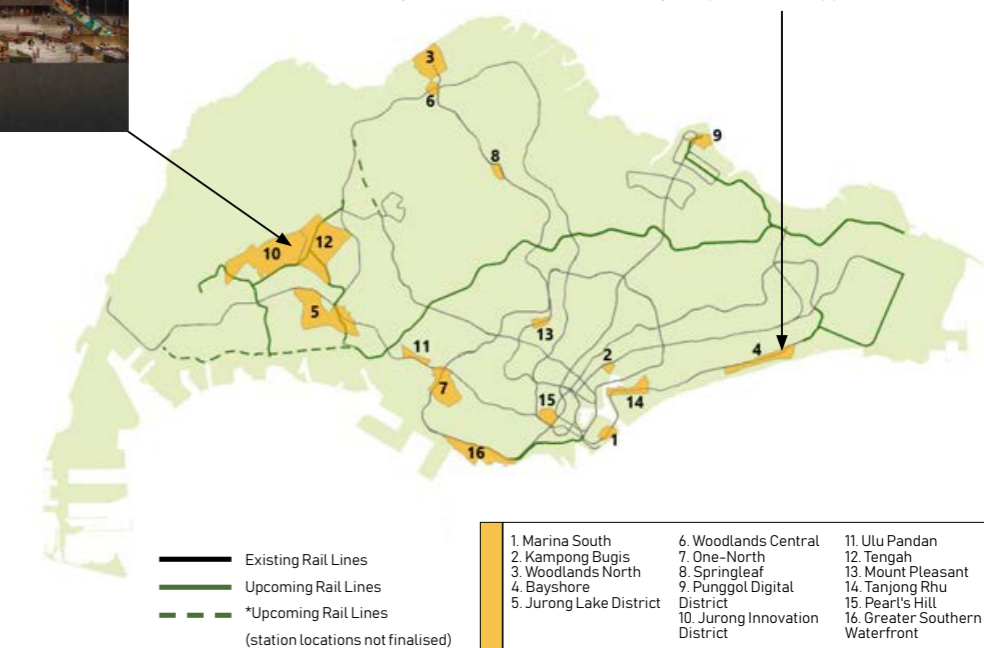 3
6
8
9
10
12
5
11
13
2
4
7
15
14
1
16
Existing Rail Lines
Upcoming Rail Lines
*Upcoming Rail Lines
(station locations not finalised)
1. Marina South
2. Kampong Bugis
3. Woodlands North
4. Bayshore
5. Jurong Lake District
6. Woodlands Central
7. One-North
8. Springleaf
9. Punggol Digital
District
10. Jurong Innovation
District
11. Ulu Pandan
12. Tengah
13. Mount Pleasant
14. Tanjong Rhu
15. Pearl's Hill
16. Greater Southern
Waterfront